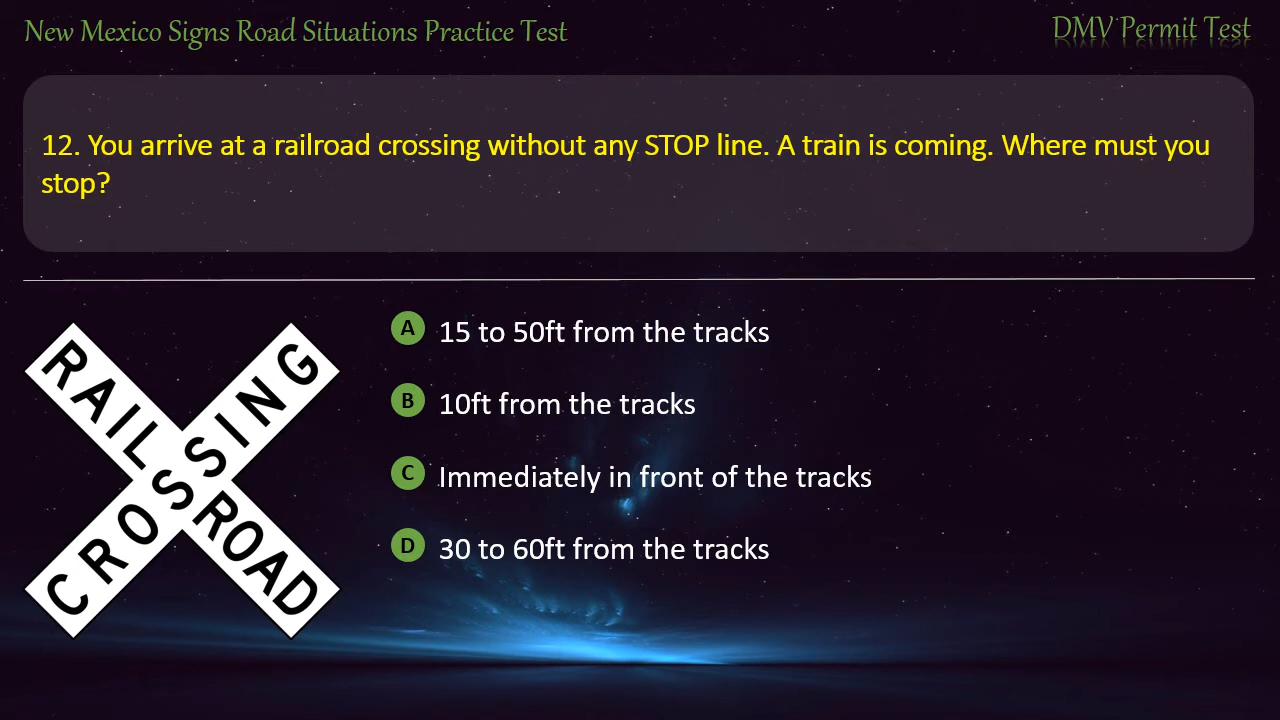 New Mexico Signs Road Situations Practice Test
DMV Permit Test
12. You arrive at a railroad crossing without any STOP line. A train is coming. Where must you
stop?
RAILROAD
CROSSING
A 15 to 50ft from the tracks
B 10ft from the tracks
C Immediately in front of the tracks
D 30 to 60ft from the tracks